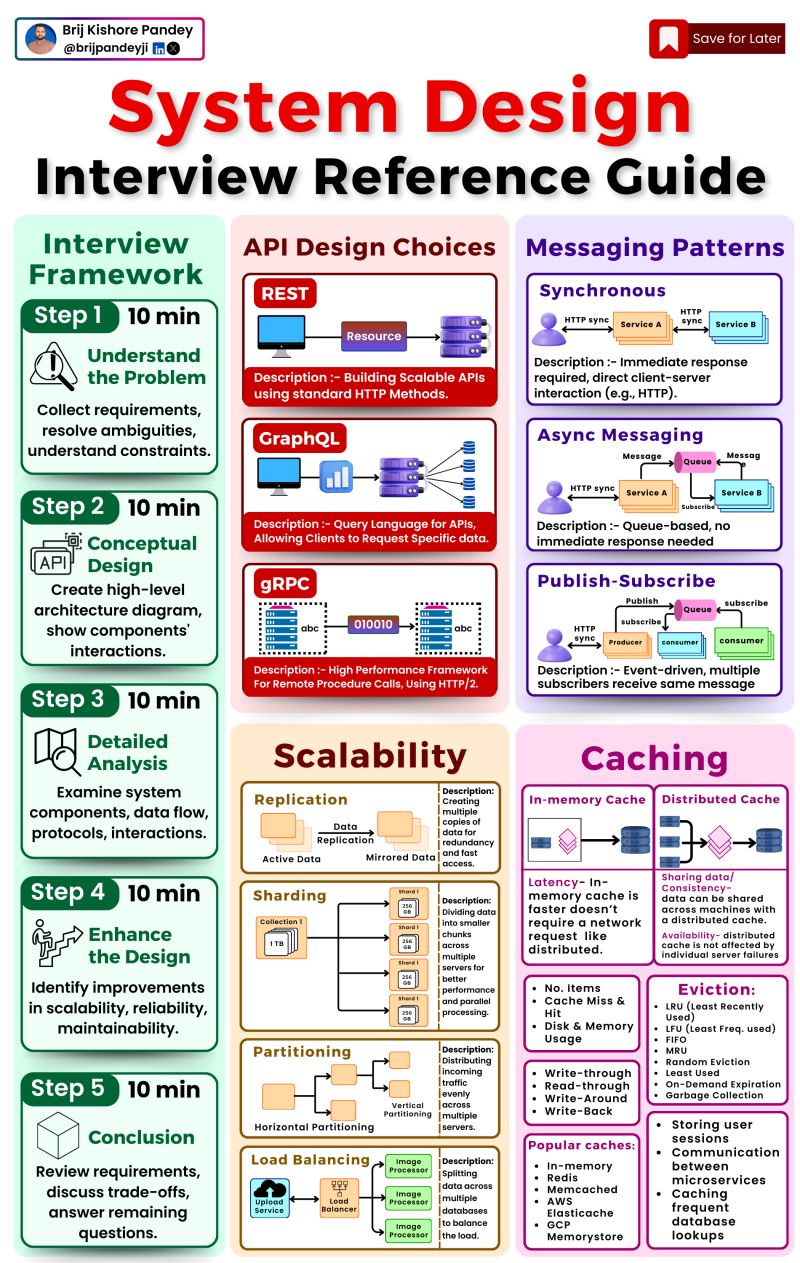 Brij Kishore Pandey
@brijpandeyji in X
Save for Later
System Design
Interview Reference Guide
Interview
Framework
Step 1 10 min
Understand
the Problem
Collect requirements,
resolve ambiguities,
understand constraints.
Step 2 10 min
API
Conceptual
Design
Create high-level
architecture diagram,
show components'
interactions.
Step 3 10 min
Detailed
Analysis
Examine system
components, data flow,
protocols, interactions.
Step 4 10 min
Enhance
the Design
Identify improvements
in scalability, reliability,
maintainability.
Step 5 10 min
Conclusion
Review requirements,
discuss trade-offs,
answer remaining
questions.
API Design Choices
REST
Resource
Description :- Building Scalable APIs
using standard HTTP Methods.
GraphQL
Description :- Query Language for APIs,
Allowing Clients to Request Specific data.
gRPC
abc
010010
abc
Description :- High Performance Framework
For Remote Procedure Calls, Using HTTP/2.
Messaging Patterns
Synchronous
HTTP sync
Service A
HTTP
sync
Service B
Description :- Immediate response
required, direct client-server
interaction (e.g., HTTP).
Async Messaging
Message
Queue
Messag
e
HTTP sync
Service A
Subscribe
Service B
Description :- Queue-based, no
immediate response needed
Publish-Subscribe
Publish
Queue
subscribe
subscribe
HTTP
sync
Producer
consumer
consumer
Description :- Event-driven, multiple
subscribers receive same message
Scalability
Replication
Data
Replication
Active Data
Mirrored Data
Description:
Creating
multiple
copies of
data for
redundancy
and fast
access.
Sharding
Collection 1
1 TB
Shard 1
256
GB
Shard 1
256
GB
Shard 1
256
GB
Shard 1
256
GB
Description:
Dividing data
into smaller
chunks
across
multiple
servers for
better
performance
and parallel
processing.
Partitioning
Horizontal Partitioning
Vertical
Partitioning
Description:
Distributing
incoming
traffic
evenly
across
multiple
servers.
Load Balancing
Upload
Service
Load
Balancer
Image
Processor
Image
Processor
Image
Processor
Description:
Splitting
data across
multiple
databases
to balance
the load.
Caching
In-memory Cache
Latency- In-
memory cache is
faster doesn't
require a network
request like
distributed.
Distributed Cache
Sharing data/
Consistency-
data can be shared
across machines with
a distributed cache.
Availability- distributed
cache is not affected by
individual server failures
• No. Items
• Cache Miss &
Hit
• Disk & Memory
Usage
• Write-through
• Read-through
• Write-Around
• Write-Back
Popular caches:
• In-memory
• Redis
• Memcached
• AWS
Elasticache
• GCP
Memorystore
Eviction:
• LRU (Least Recently
Used)
• LFU (Least Freq. used)
• FIFO
• MRU
• Random Eviction
• Least Used
• On-Demand Expiration
• Garbage Collection
• Storing user
sessions
• Communication
between
microservices
• Caching
frequent
database
lookups